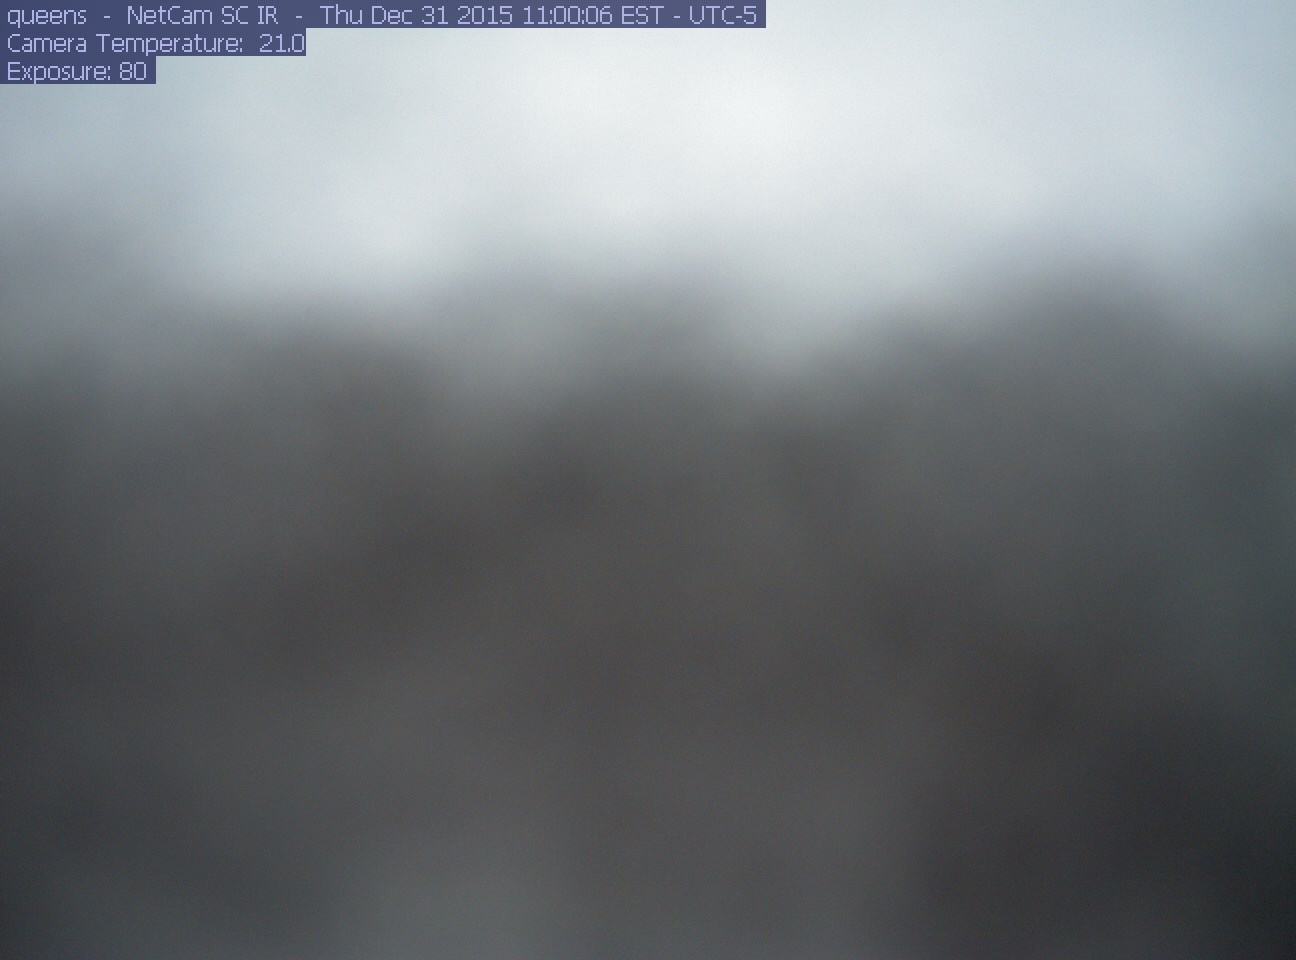 queens - NetCam SC IR - Thu Dec 31 2015 11:00:06 EST - UTC-5
Camera Temperature: 21.0
Exposure: 80